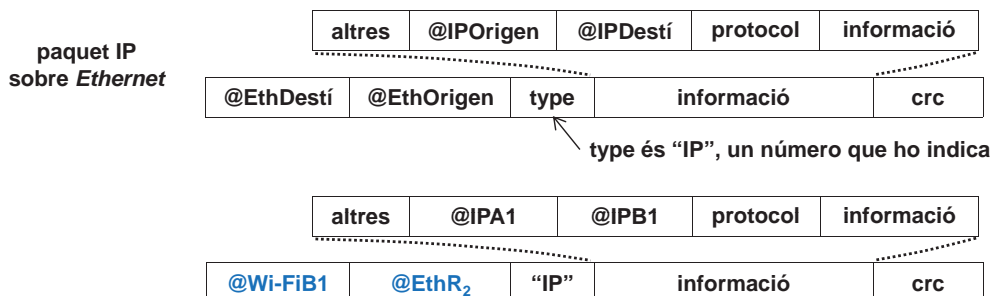 altres @IPOrigen @IPDestí protocol informació
paquet IP
sobre Ethernet
@EthDestí @EthOrigen type informació crc
type és “IP”, un número que ho indica
altres @IPA1 @IPB1 protocol informació
@Wi-FiB1 @EthR2 “IP” informació crc